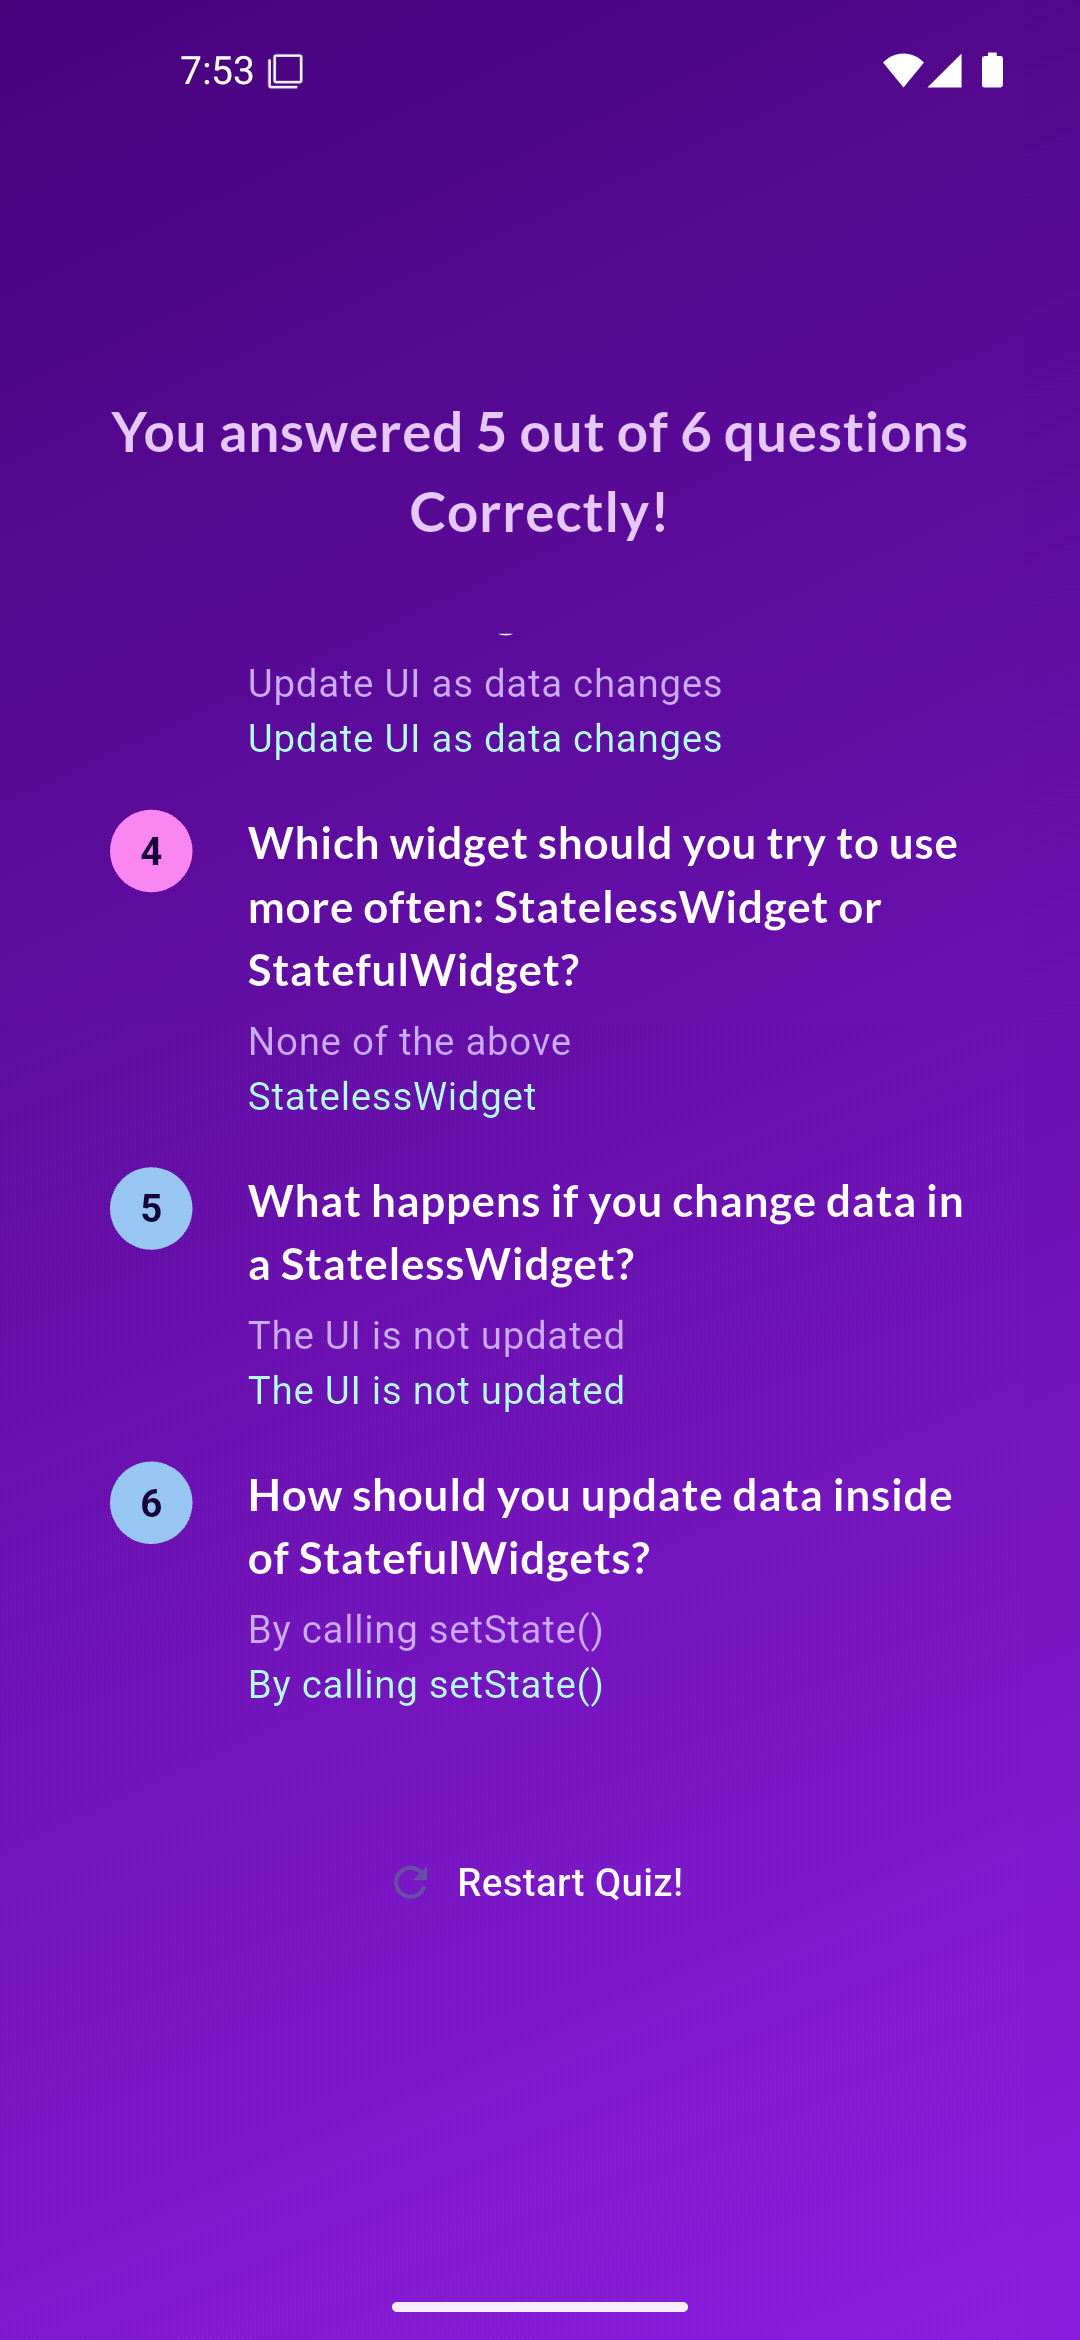 7:53
You answered 5 out of 6 questions
Correctly!
Update UI as data changes
Update UI as data changes
4
Which widget should you try to use
more often: StatelessWidget or
StatefulWidget?
None of the above
StatelessWidget
5
What happens if you change data in
a StatelessWidget?
The UI is not updated
The UI is not updated
6
How should you update data inside
of StatefulWidgets?
By calling setState()
By calling setState()
Restart Quiz!